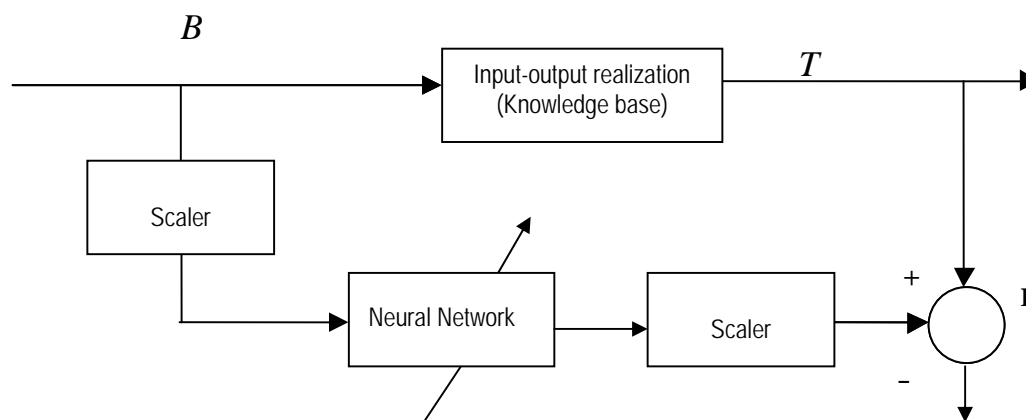 B
Input-output realization
(Knowledge base)
T
Scaler
Neural Network
Scaler
+
-